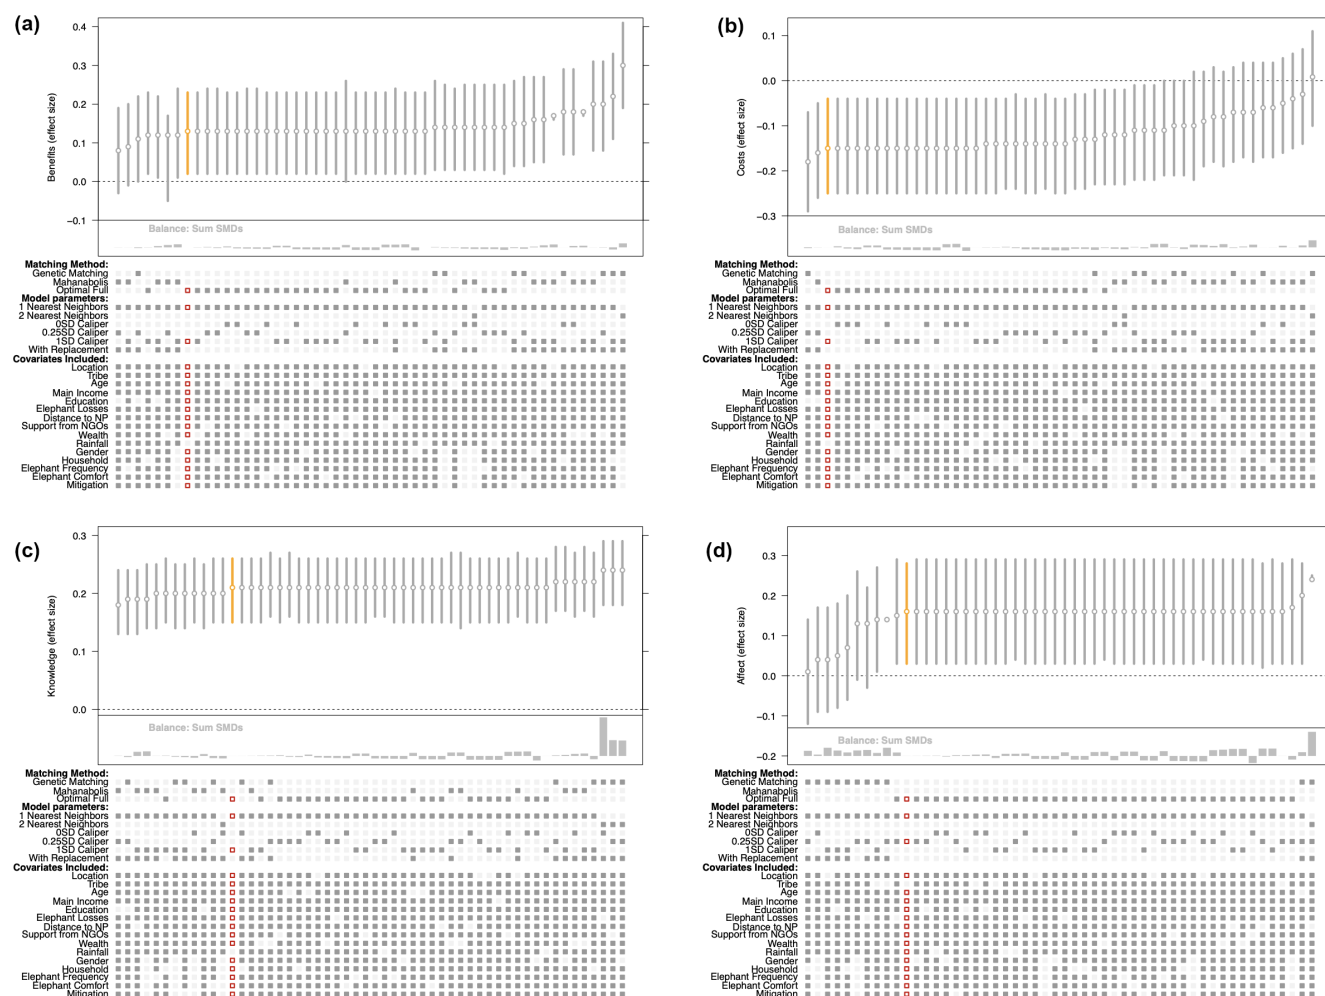 (a)
0.4
0.3
0.2
0.1
0.0
−0.1
Benefits (effect size)
Balance: Sum SMDs
Matching Method:
Genetic Matching
Mahanabolis
Optimal Full
Model parameters:
1 Nearest Neighbors
2 Nearest Neighbors
0SD Caliper
0.25SD Caliper
1SD Caliper
With Replacement
Covariates Included:
Location
Tribe
Age
Main Income
Education
Elephant Losses
Distance to NP
Support from NGOs
Wealth
Rainfall
Gender
Household
Elephant Frequency
Elephant Comfort
Mitigation
(b)
0.1
0.0
−0.1
−0.2
−0.3
Costs (effect size)
Balance: Sum SMDs
Matching Method:
Genetic Matching
Mahanabolis
Optimal Full
Model parameters:
1 Nearest Neighbors
2 Nearest Neighbors
0SD Caliper
0.25SD Caliper
1SD Caliper
With Replacement
Covariates Included:
Location
Tribe
Age
Main Income
Education
Elephant Losses
Distance to NP
Support from NGOs
Wealth
Rainfall
Gender
Household
Elephant Frequency
Elephant Comfort
Mitigation
(c)
0.3
0.2
0.1
0.0
Knowledge (effect size)
Balance: Sum SMDs
Matching Method:
Genetic Matching
Mahanabolis
Optimal Full
Model parameters:
1 Nearest Neighbors
2 Nearest Neighbors
0SD Caliper
0.25SD Caliper
1SD Caliper
With Replacement
Covariates Included:
Location
Tribe
Age
Main Income
Education
Elephant Losses
Distance to NP
Support from NGOs
Wealth
Rainfall
Gender
Household
Elephant Frequency
Elephant Comfort
Mitigation
(d)
0.3
0.2
0.1
0.0
−0.1
−0.2
Affect (effect size)
Balance: Sum SMDs
Matching Method:
Genetic Matching
Mahanabolis
Optimal Full
Model parameters:
1 Nearest Neighbors
2 Nearest Neighbors
0SD Caliper
0.25SD Caliper
1SD Caliper
With Replacement
Covariates Included:
Location
Tribe
Age
Main Income
Education
Elephant Losses
Distance to NP
Support from NGOs
Wealth
Rainfall
Gender
Household
Elephant Frequency
Elephant Comfort
Mitigation